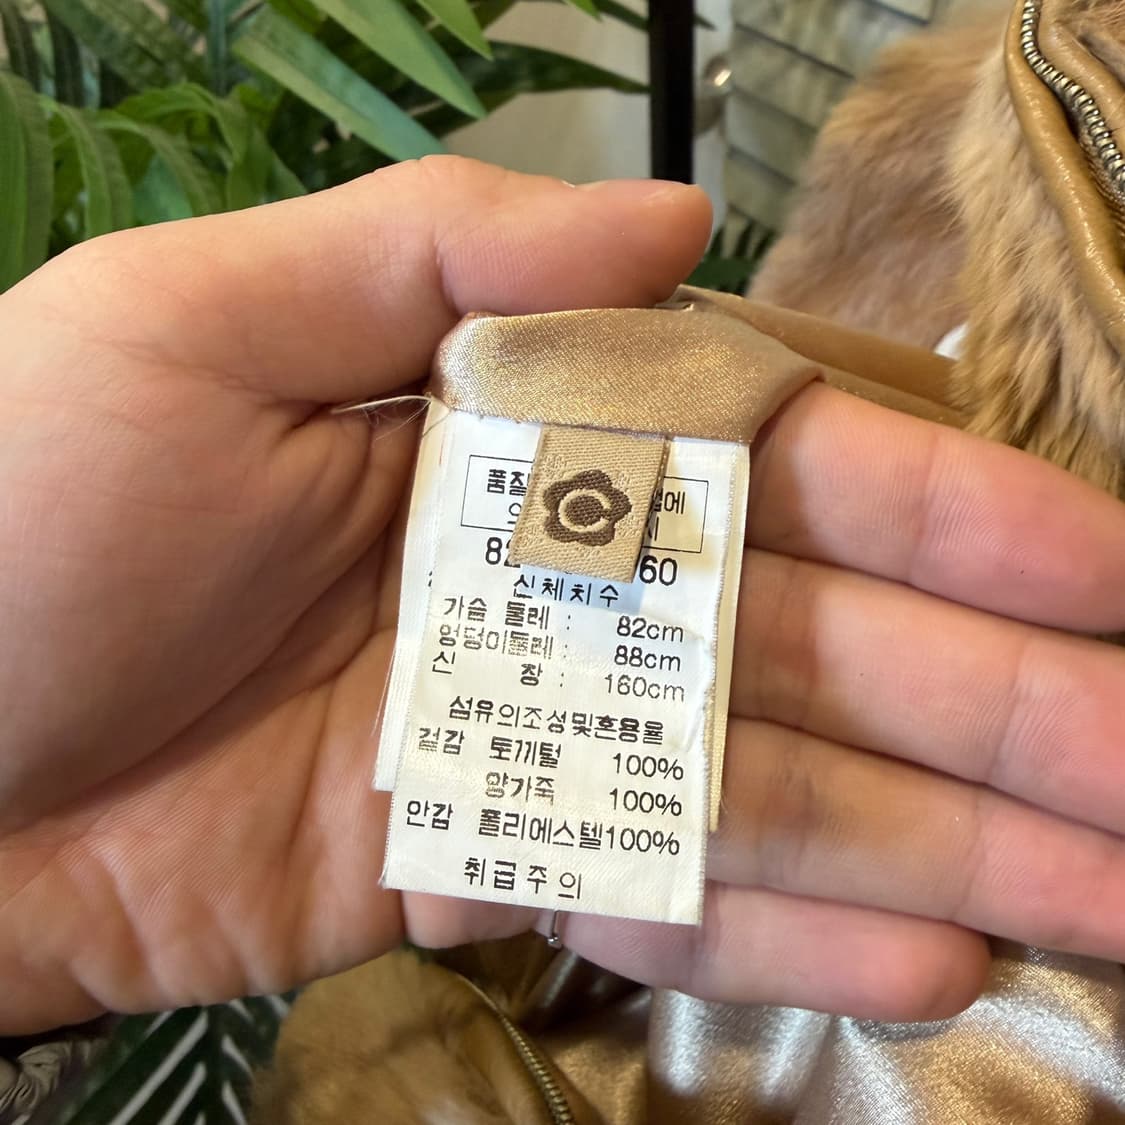 품질
82 60
신체치수
가슴 둘레 : 82cm
엉덩이둘레 : 88cm
신 장 : 160cm
섬유의조성및혼용율
겉감 토끼털 100%
양가죽 100%
안감 폴리에스텔100%
취급주의